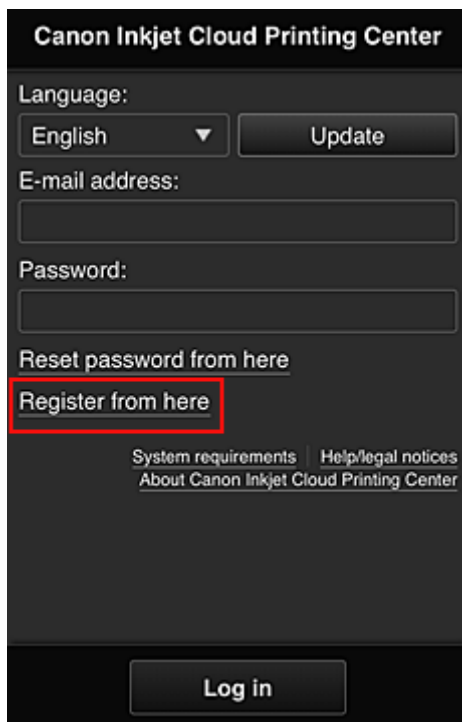 Canon Inkjet Cloud Printing Center
Language:
English Update
E-mail address:
Password:
Reset password from here
Register from here
System requirements Help/legal notices
About Canon Inkjet Cloud Printing Center
Log in